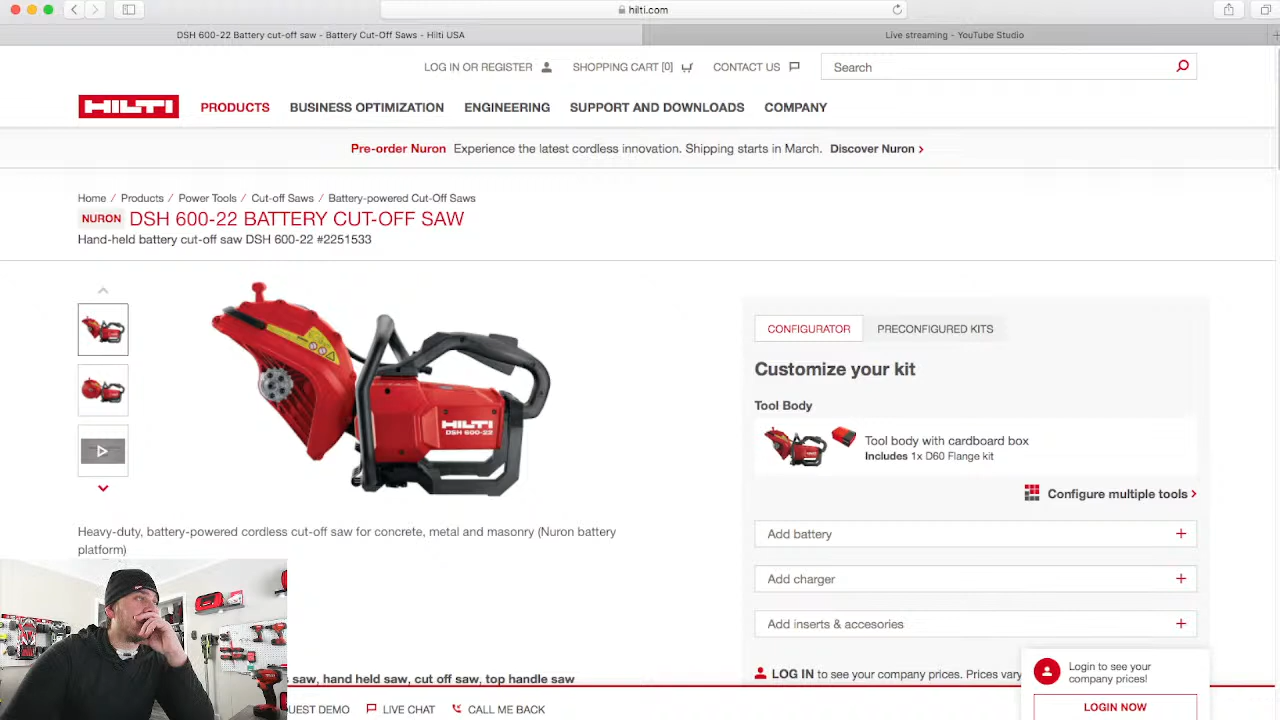 hilti.com
DSH 600-22 Battery cut-off saw - Battery Cut-Off Saws - Hilti USA
Live streaming - YouTube Studio
LOG IN OR REGISTER
SHOPPING CART [0]
CONTACT US
Search
HILTI
PRODUCTS
BUSINESS OPTIMIZATION
ENGINEERING
SUPPORT AND DOWNLOADS
COMPANY
Pre-order Nuron Experience the latest cordless innovation. Shipping starts in March. Discover Nuron
Home / Products / Power Tools / Cut-off Saws / Battery-powered Cut-Off Saws
NURON DSH 600-22 BATTERY CUT-OFF SAW
Hand-held battery cut-off saw DSH 600-22 #2251533
HILTI
DSH 600-22
Heavy-duty, battery-powered cordless cut-off saw for concrete, metal and masonry (Nuron battery
platform)
s saw, hand held saw, cut off saw, top handle saw
UEST DEMO
LIVE CHAT
CALL ME BACK
CONFIGURATOR
PRECONFIGURED KITS
Customize your kit
Tool Body
Tool body with cardboard box
Includes 1x D60 Flange kit
Configure multiple tools
Add battery
Add charger
Add inserts & accesories
LOG IN to see your company prices. Prices vary
Login to see your
company prices!
LOGIN NOW